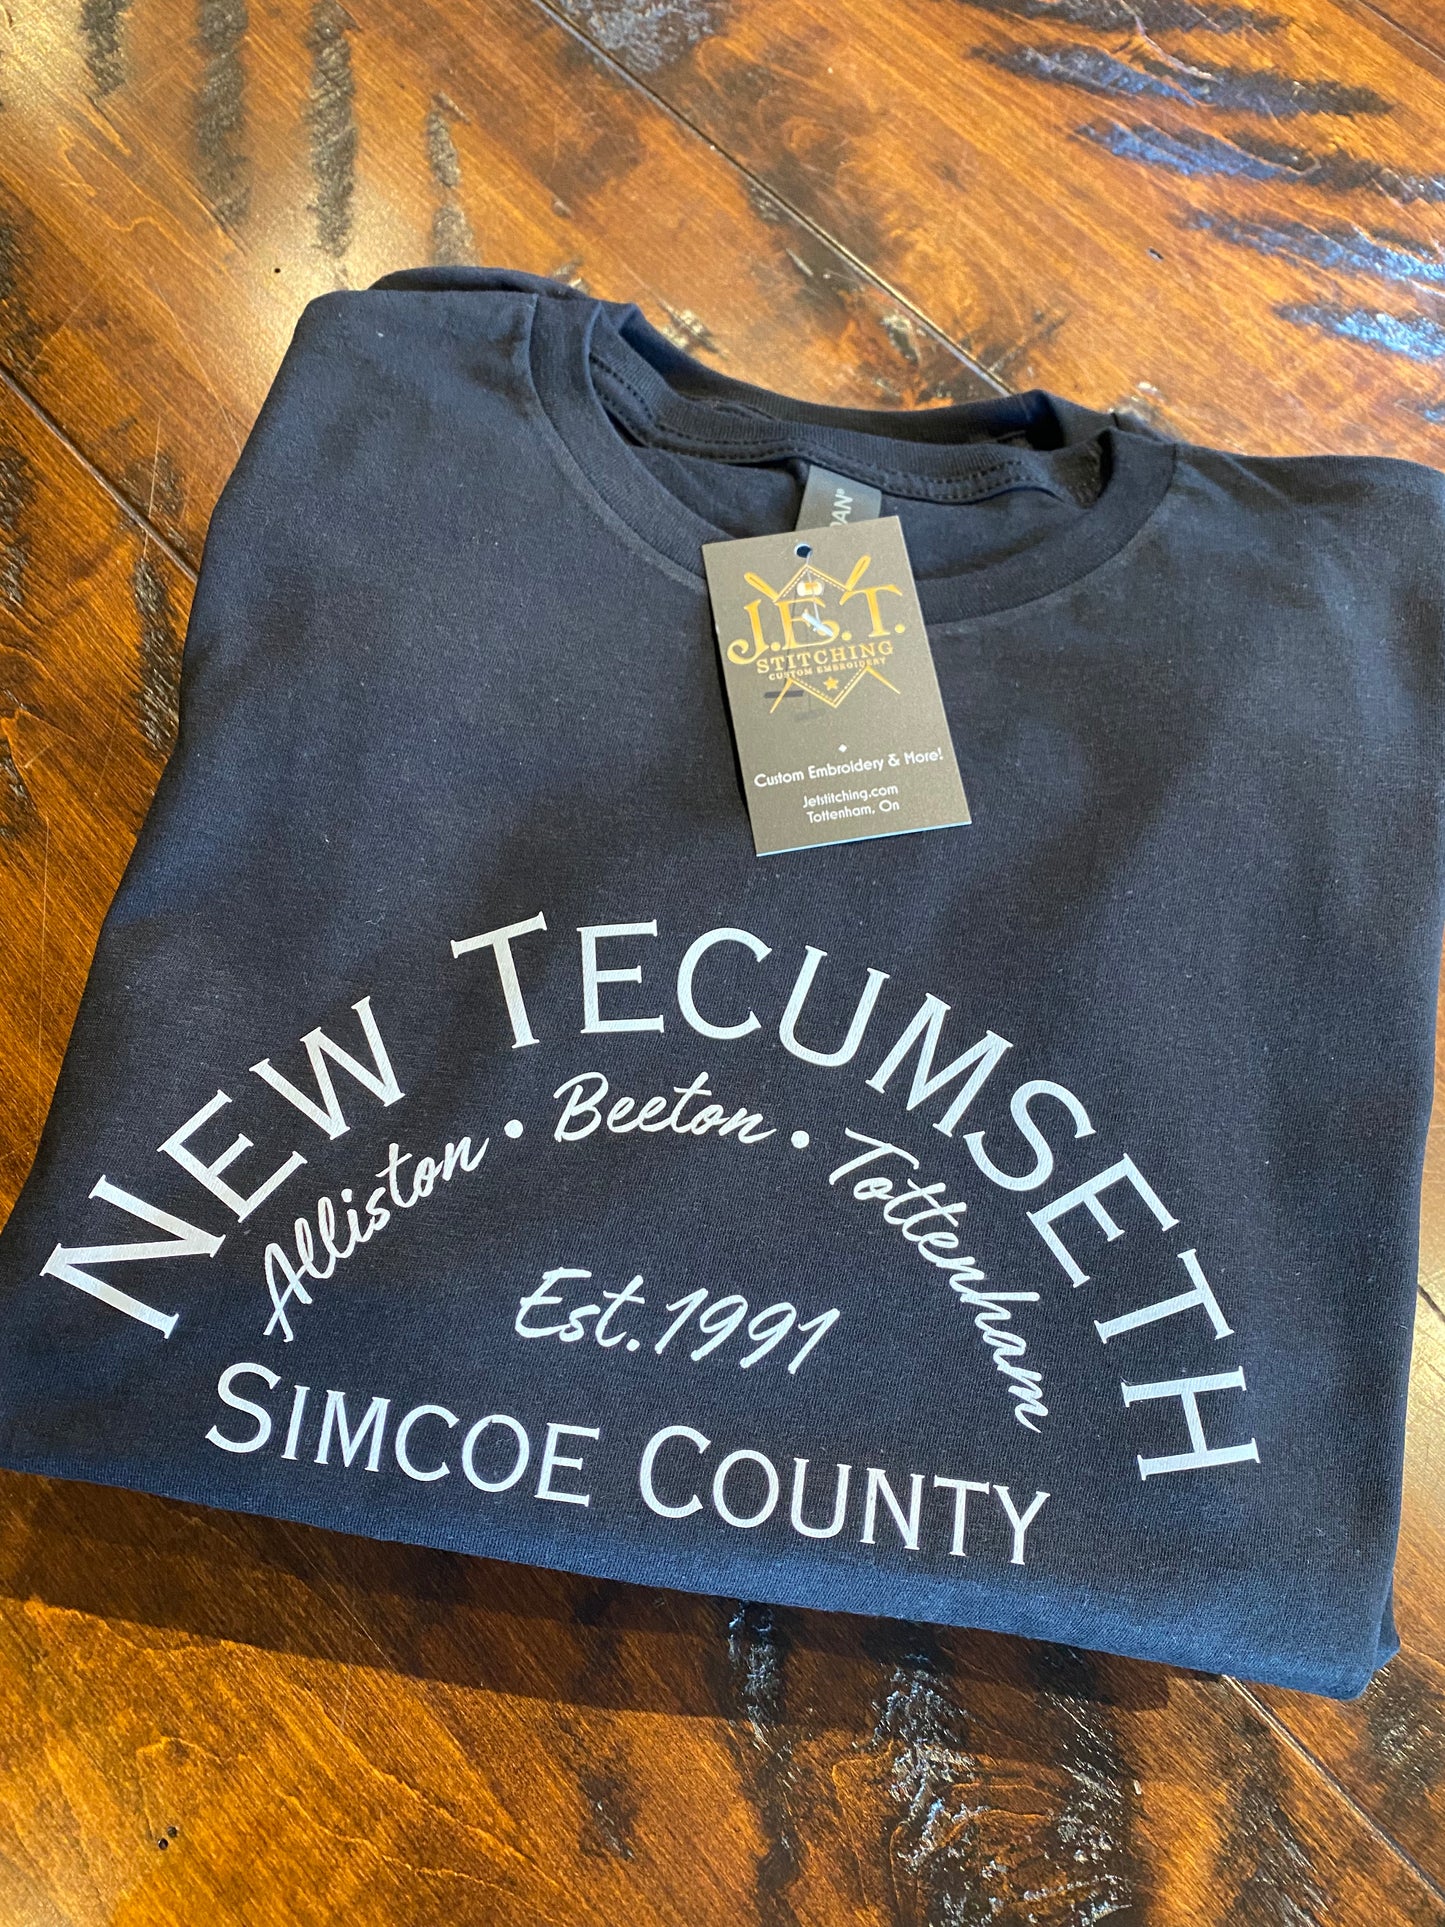 J.E.T.
STITCHING
CUSTOM EMBROIDERY
Custom Embroidery & More!
Jetstitching.com
Tottenham, On
NEW TECUMSETH
Alliston • Beeton • Tottenham
Est.1991
SIMCOE COUNTY